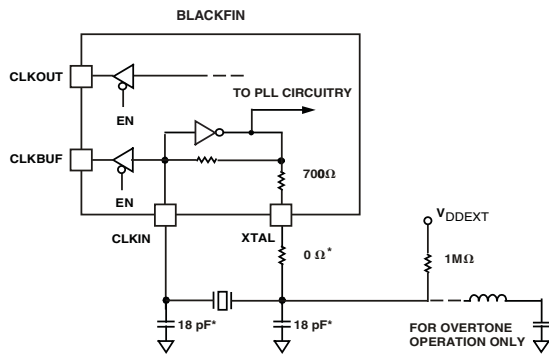 BLACKFIN
CLKOUT
TO PLL CIRCUITRY
EN
CLKBUF
700Ω
EN
VDDEXT
CLKIN
XTAL
0 Ω*
1MΩ
18 pF*
18 pF*
FOR OVERTONE
OPERATION ONLY